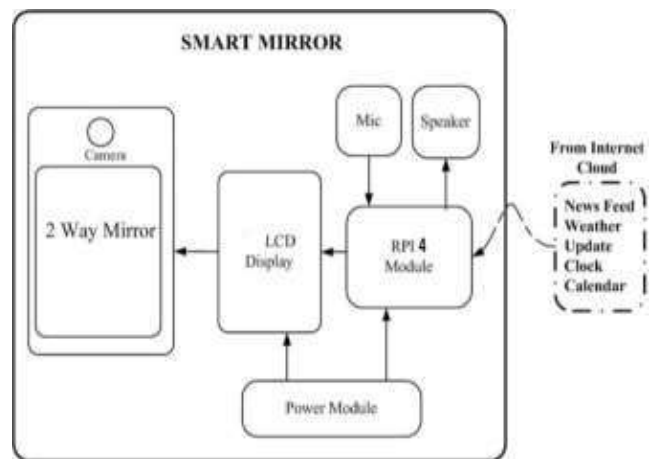 SMART MIRROR
Camera
2 Way Mirror
LCD
Display
Mic
Speaker
RPI 4
Module
Power Module
From Internet
Cloud
News Feed
Weather
Update
Clock
Calendar